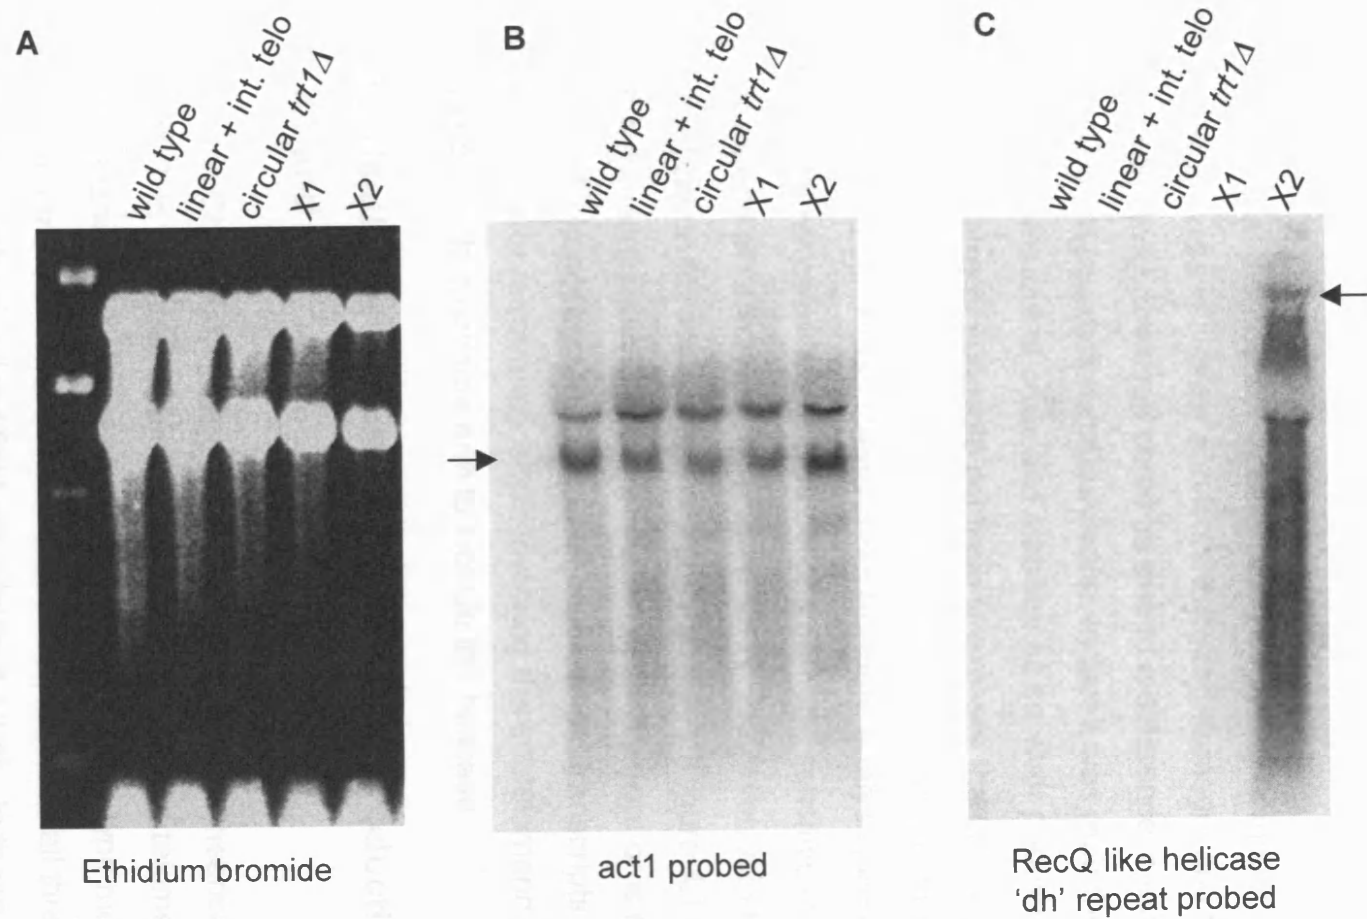 A
wild type
linear + int. telo
circular trt1Δ
X1
X2
Ethidium bromide
B
wild type
linear + int. telo
circular trt1Δ
X1
X2
act1 probed
C
wild type
linear + int. telo
circular trt1Δ
X1
X2
RecQ like helicase
'dh' repeat probed